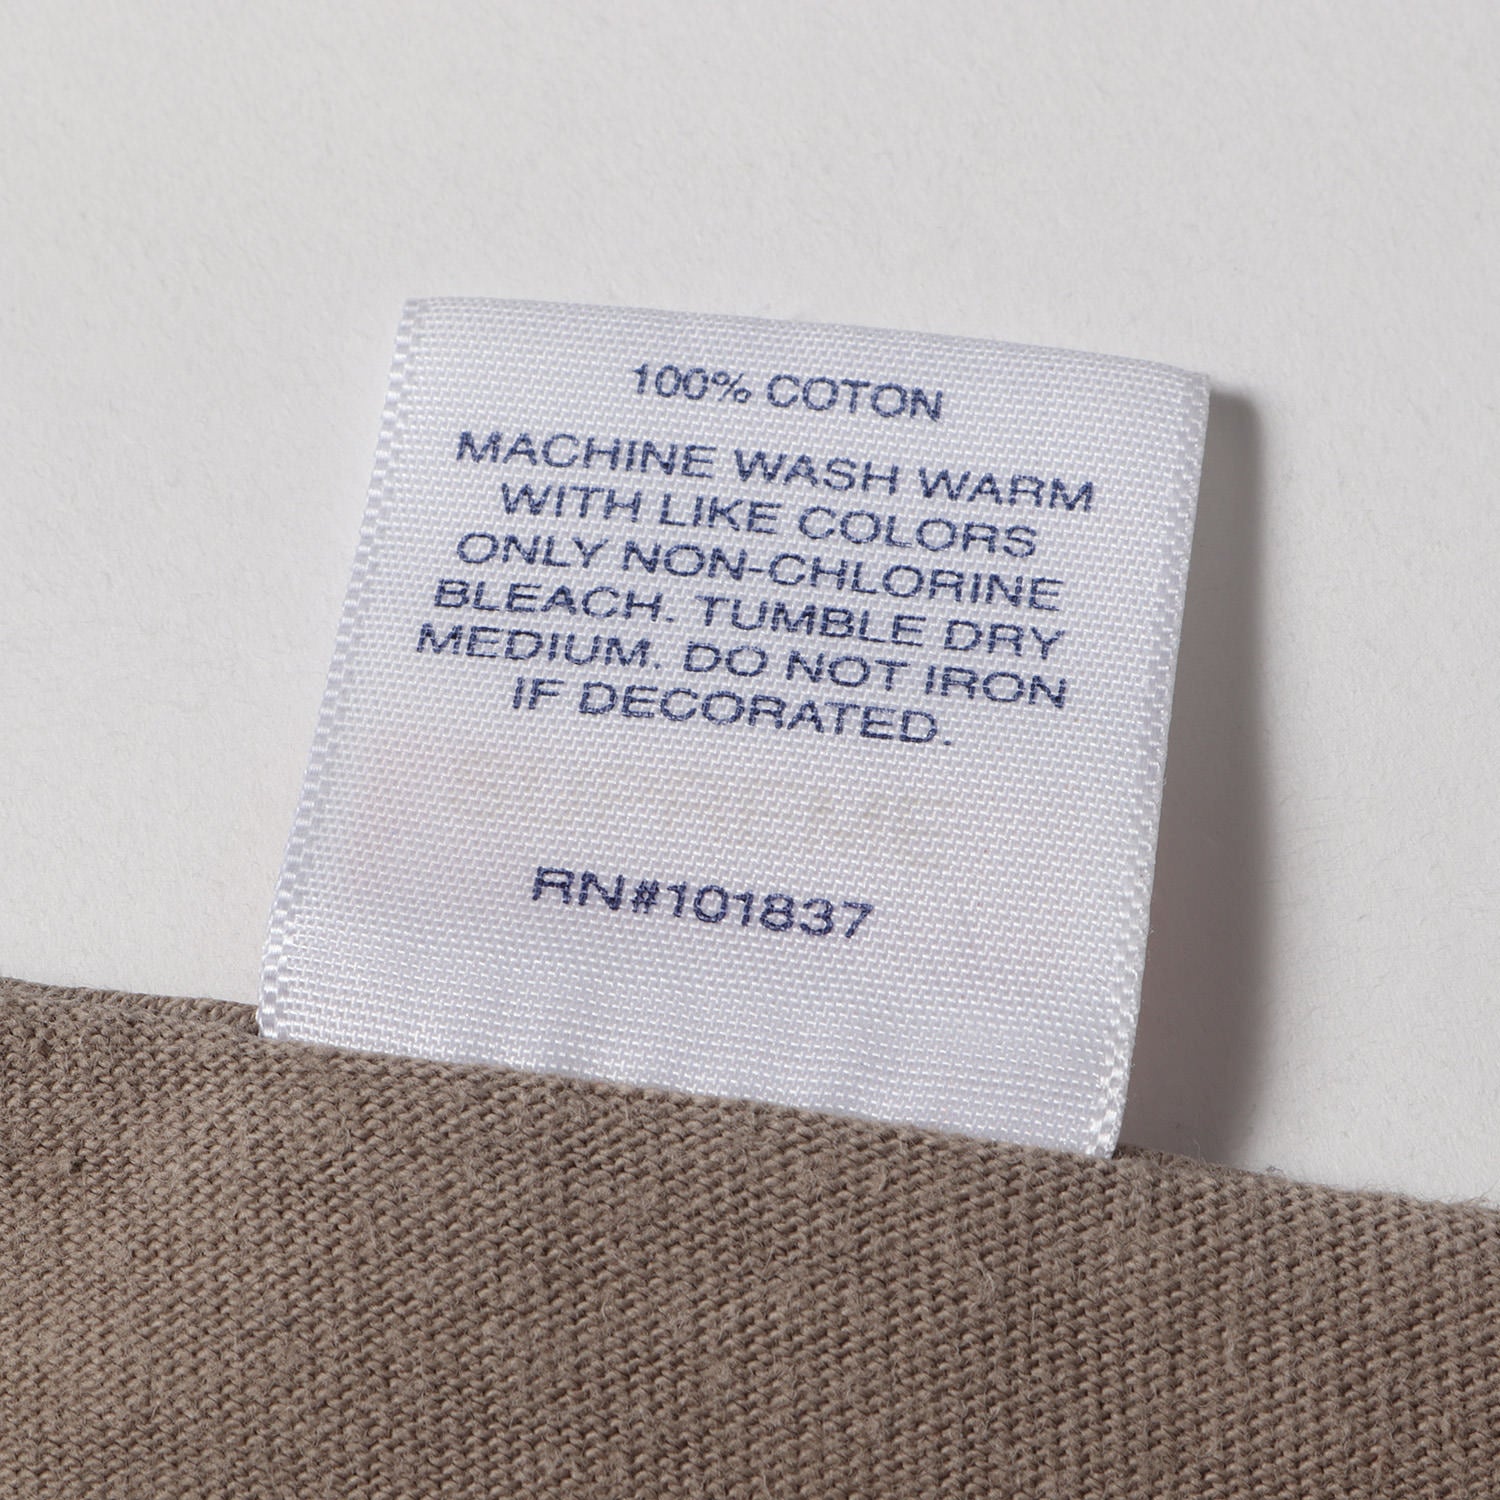 100% COTON
MACHINE WASH WARM
WITH LIKE COLORS
ONLY NON-CHLORINE
BLEACH. TUMBLE DRY
MEDIUM. DO NOT IRON
IF DECORATED.
RN#101837